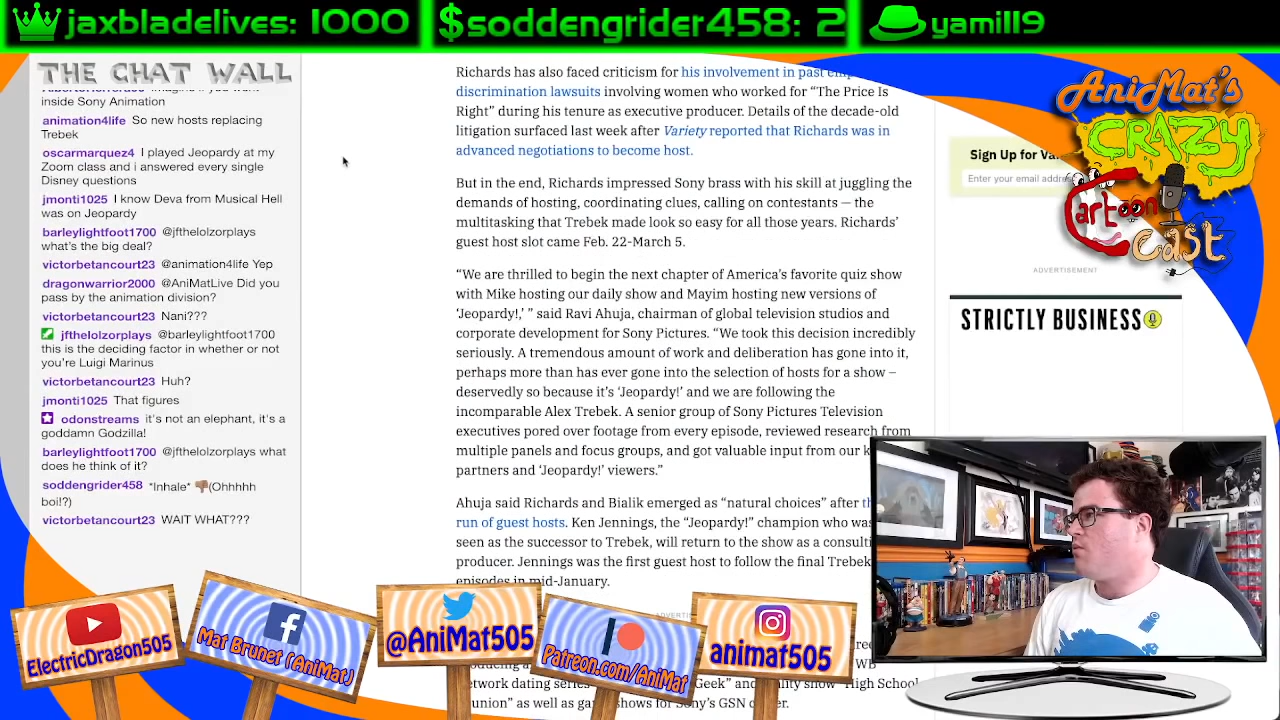 jaxbladelives: 1000
$soddengrider458: 2
yamill9
THE CHAT WALL
inside Sony Animation
animation4life So new hosts replacing
Trebek
oscarmarquez4 I played Jeopardy at my
Zoom class and i answered every single
Disney questions
jmonti1025 I know Deva from Musical Hell
was on Jeopardy
barleylightfoot1700 @jfthelolzorplays
what's the big deal?
victorbetancourt23 @animation4life Yep
dragonwarrior2000 @AniMatLive Did you
pass by the animation division?
victorbetancourt23 Nani???
jfthelolzorplays @barleylightfoot1700
this is the deciding factor in whether or not
you're Luigi Marinus
victorbetancourt23 Huh?
jmonti1025 That figures
odonstreams it's not an elephant, it's a
goddamn Godzilla!
barleylightfoot1700 @jfthelolzorplays what
does he think of it?
soddengrider458 *Inhale* 👎🏽(Ohhhhh
boi!?)
victorbetancourt23 WAIT WHAT???
Richards has also faced criticism for his involvement in past
discrimination lawsuits involving women who worked for “The Price Is
Right” during his tenure as executive producer. Details of the decade-old
litigation surfaced last week after Variety reported that Richards was in
advanced negotiations to become host.
But in the end, Richards impressed Sony brass with his skill at juggling the
demands of hosting, coordinating clues, calling on contestants — the
multitasking that Trebek made look so easy for all those years. Richards’
guest host slot came Feb. 22-March 5.
“We are thrilled to begin the next chapter of America’s favorite quiz show
with Mike hosting our daily show and Mayim hosting new versions of
‘Jeopardy!,’ ” said Ravi Ahuja, chairman of global television studios and
corporate development for Sony Pictures. “We took this decision incredibly
seriously. A tremendous amount of work and deliberation has gone into it,
perhaps more than has ever gone into the selection of hosts for a show –
deservedly so because it’s ‘Jeopardy!’ and we are following the
incomparable Alex Trebek. A senior group of Sony Pictures Television
executives pored over footage from every episode, reviewed research from
multiple panels and focus groups, and got valuable input from our
partners and ‘Jeopardy!’ viewers.”
Ahuja said Richards and Bialik emerged as “natural choices” after
run of guest hosts. Ken Jennings, the “Jeopardy!” champion who was
seen as the successor to Trebek, will return to the show as a
producer. Jennings was the first guest host to follow the final Trebek
episodes in mid-January.
Geek” and
High School
as well as
shows for Sony’s GSN
AniMat's
CRAZY
Cartoon
Cast
Sign Up for
Enter your email
ADVERTISEMENT
STRICTLY BUSINESS
ElectricDragon505
Mat Brunet (AniMat)
@AniMat505
Patreon.com/AniMat
animat505